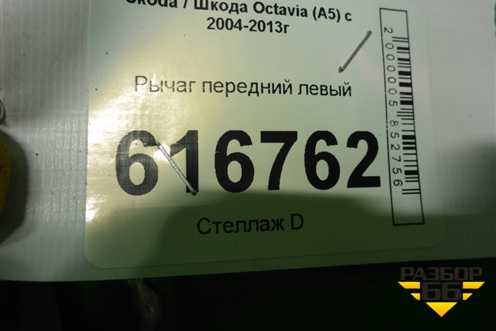 Skoda / Шкода Octavia (A5) с
2004-2013г
Рычаг передний левый
616762
Стеллаж D
2000005852756
РАЗБОР
66